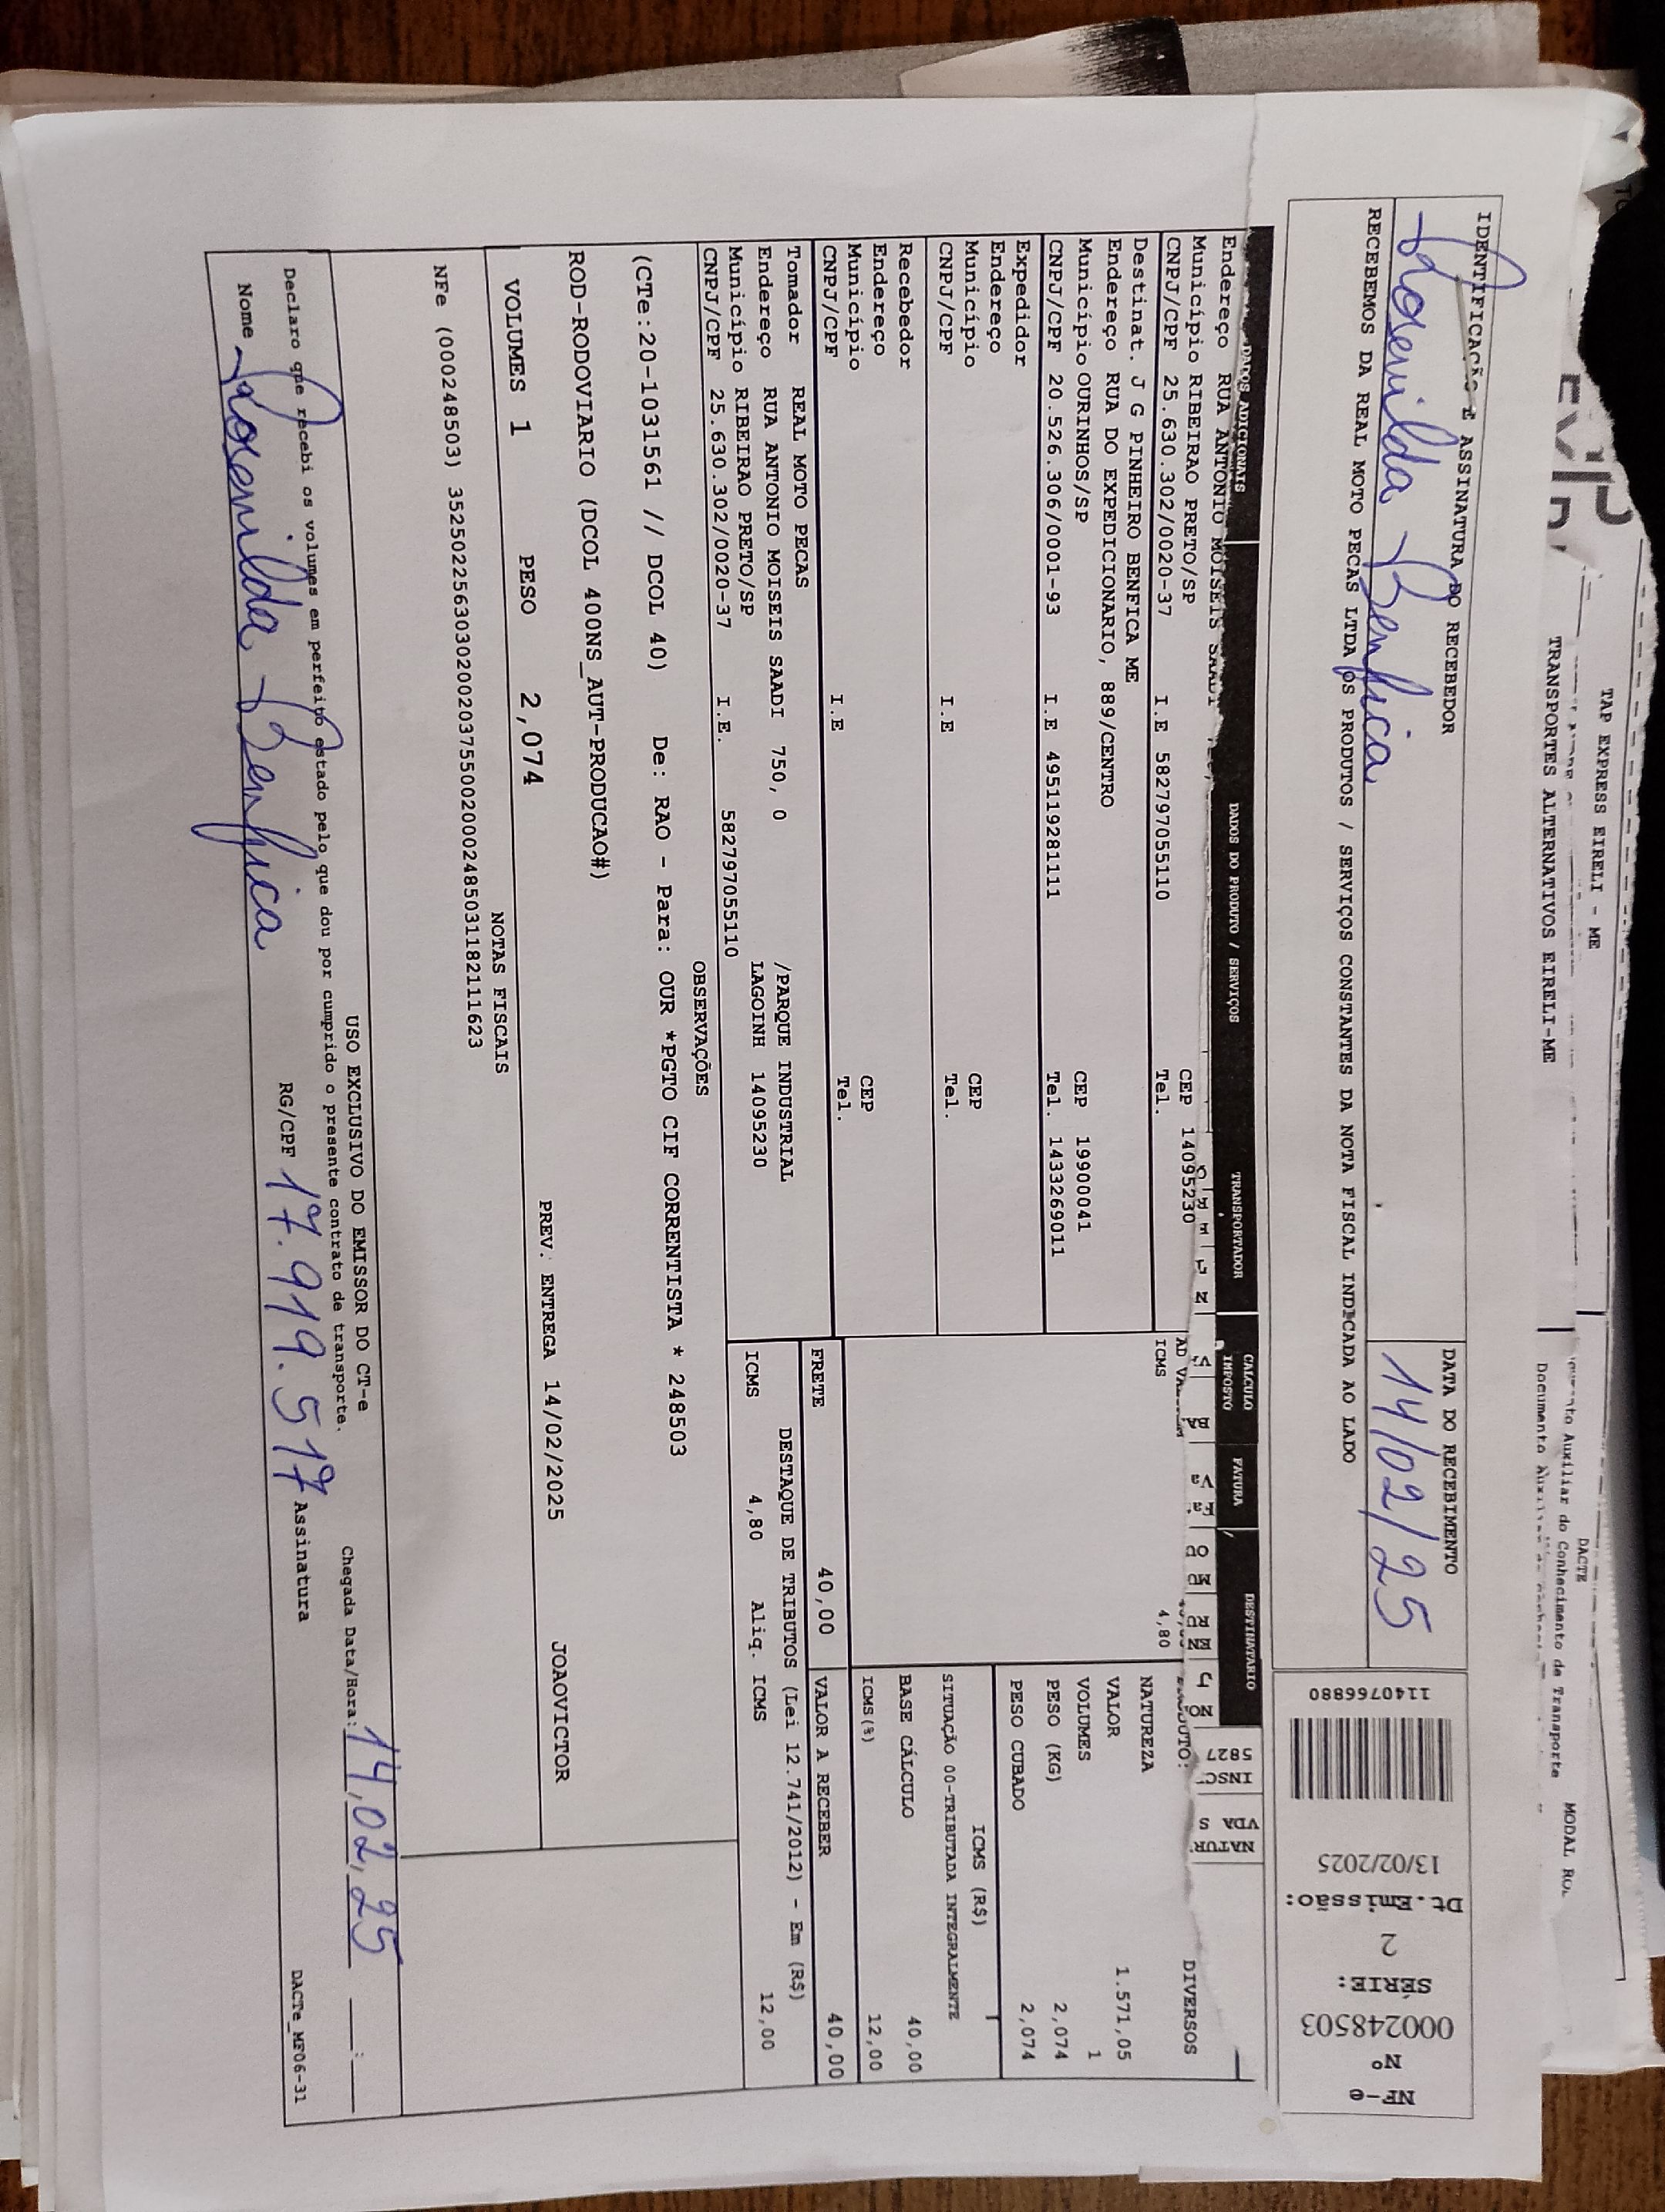 TAP EXPRESS EIRELI - ME
TRANSPORTES ALTERNATIVOS EIRELI-ME
DACTE
Auxiliar do Conhecimento de Transporte
Documento
MODAL
IDENTIFICAÇÃO E ASSINATURA DO RECEBEDOR
Rosenilda Benfica
DATA DO RECEBIMENTO
14/02/25
RECEBEMOS DA REAL MOTO PECAS LTDA OS PRODUTOS / SERVIÇOS CONSTANTES DA NOTA FISCAL INDICADA AO LADO
NF-e
Nº
000248503
SÉRIE:
2
Dt.Emissão:
13/02/2025
1140766880
DADOS ADICIONAIS
DADOS DO PRODUTO / SERVIÇOS
TRANSPORTADOR
CALCULO IMPOSTO
FATURA
DESTINATARIO
NATUR
VDA S
INSC
5827
Endereço RUA ANTONIO MOISEIS SAADI
Município RIBEIRAO PRETO/SP CEP 14095230
CNPJ/CPF 25.630.302/0020-37 I.E 582797055110 Tel.
Destinat. J G PINHEIRO BENFICA ME
Endereço RUA DO EXPEDICIONARIO, 889/CENTRO
Município OURINHOS/SP CEP 19900041
CNPJ/CPF 20.526.306/0001-93 I.E 495119281111 Tel. 1433269011
Expedidor
Endereço
Município CEP
CNPJ/CPF I.E Tel.
Recebedor
Endereço
Município CEP
CNPJ/CPF I.E Tel.
ICMS 4,80
NATUREZA DIVERSOS
VALOR 1.571,05
VOLUMES 1
PESO (KG) 2,074
PESO CUBADO 2,074
ICMS (R$)
SITUAÇÃO 00-TRIBUTADA INTEGRALMENTE
BASE CÁLCULO 40,00
ICMS(%) 12,00
FRETE 40,00 VALOR A RECEBER 40,00
Tomador REAL MOTO PECAS
Endereço RUA ANTONIO MOISEIS SAADI 750, 0 /PARQUE INDUSTRIAL
Município RIBEIRAO PRETO/SP LAGOINH 14095230
CNPJ/CPF 25.630.302/0020-37 I.E. 582797055110
DESTAQUE DE TRIBUTOS (Lei 12.741/2012) - Em (R$)
ICMS 4,80 Aliq. ICMS 12,00
OBSERVAÇÕES
(CTe:20-1031561 // DCOL 40) De: RAO - Para: OUR *PGTO CIF CORRENTISTA * 248503
ROD-RODOVIARIO (DCOL 400NS_AUT-PRODUCAO#)
JOAOVICTOR
VOLUMES 1 PESO 2,074 PREV. ENTREGA 14/02/2025
NOTAS FISCAIS
NFe (000248503) 35250225630302002037550020002485031182111623
USO EXCLUSIVO DO EMISSOR DO CT-e
Declaro que recebi os volumes em perfeito estado pelo que dou por cumprido o presente contrato de transporte.
Chegada Data/Hora: 14,02,25
Nome Rosenilda Benfica RG/CPF 17.919.517 Assinatura
DACTe_MF06-31